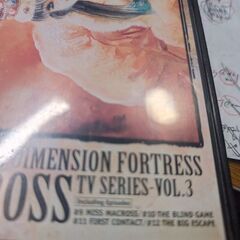 DIMENSION FORTRESS
OSS TV SERIES-VOL.3
Including Episodes
#9 MISS MACROSS/#10 THE BLIND GAME
#11 FIRST CONTACT/#12 THE BIG ESCAPE